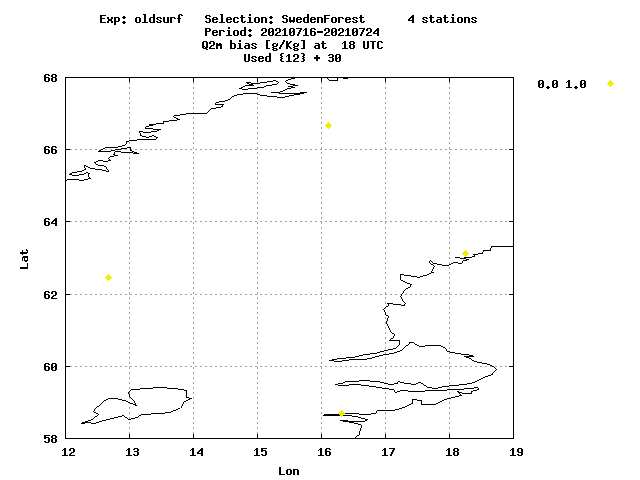 Exp: oldsurf   Selection: SwedenForest      4 stations
Period: 20210716-20210724
Q2m bias [g/Kg] at  18 UTC
Used {12} + 30
68
0.0 1.0
66
64
Lat
62
60
58
12 13 14 15 16 17 18 19
Lon